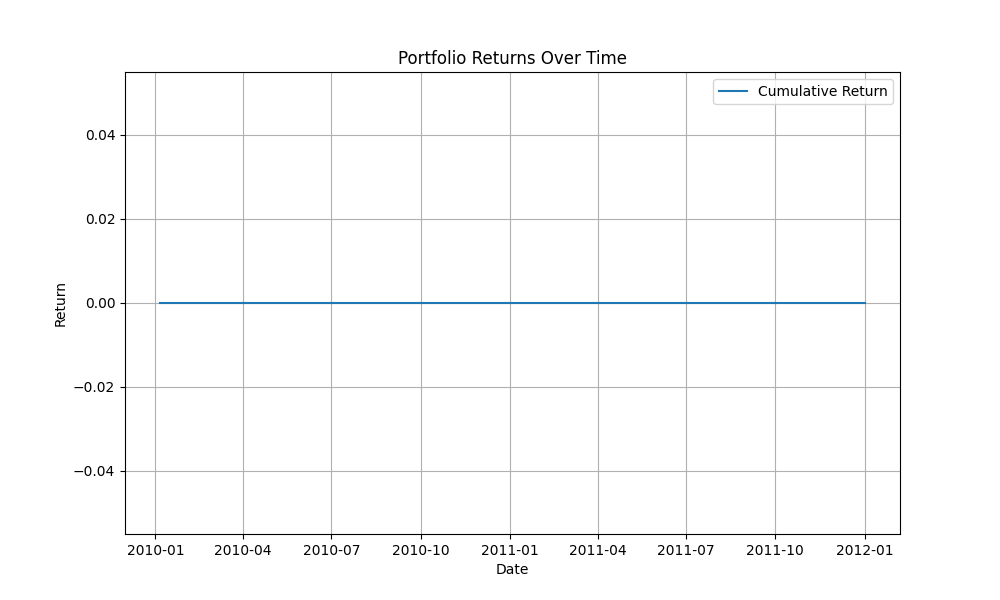 Portfolio Returns Over Time
Cumulative Return
0.04
0.02
0.00
−0.02
−0.04
Return
2010-01 2010-04 2010-07 2010-10 2011-01 2011-04 2011-07 2011-10 2012-01
Date